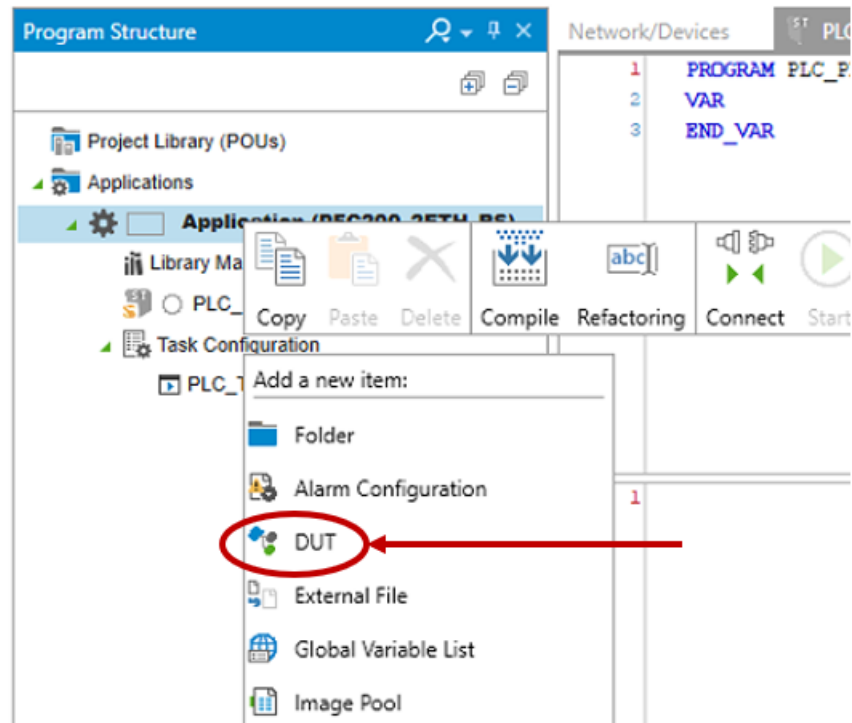 Program Structure
Network/Devices
ST PLC
1 PROGRAM PLC_P
2 VAR
3 END_VAR
Project Library (POUs)
Applications
Application (PFC200_2ETH_RS)
Library Ma
ST PLC_
Copy Paste Delete Compile Refactoring Connect Start
abc
Task Configuration
PLC_T
Add a new item:
Folder
Alarm Configuration
1
DUT
External File
Global Variable List
Image Pool